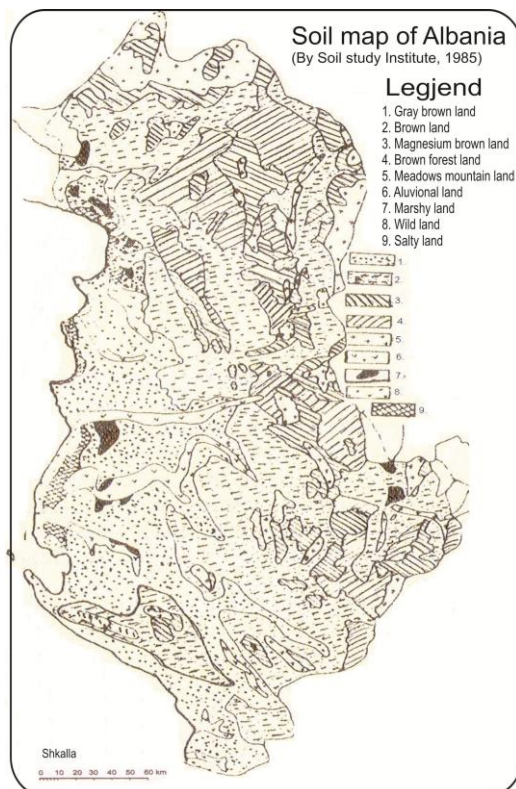 Soil map of Albania
(By Soil study Institute, 1985)
Legjend
1. Gray brown land
2. Brown land
3. Magnesium brown land
4. Brown forest land
5. Meadows mountain land
6. Aluvional land
7. Marshy land
8. Wild land
9. Salty land
1.
2.
3.
4.
5.
6.
7.
8.
9.
Shkalla
0 10 20 30 40 50 60 km